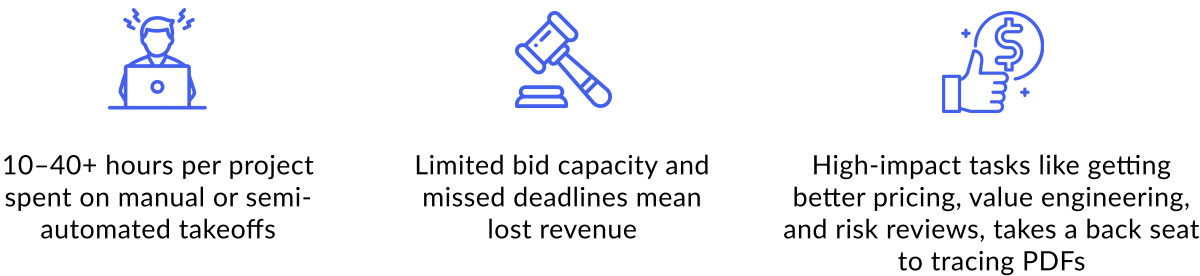 10–40+ hours per project
spent on manual or semi-
automated takeoffs
Limited bid capacity and
missed deadlines mean
lost revenue
High-impact tasks like getting
better pricing, value engineering,
and risk reviews, takes a back seat
to tracing PDFs